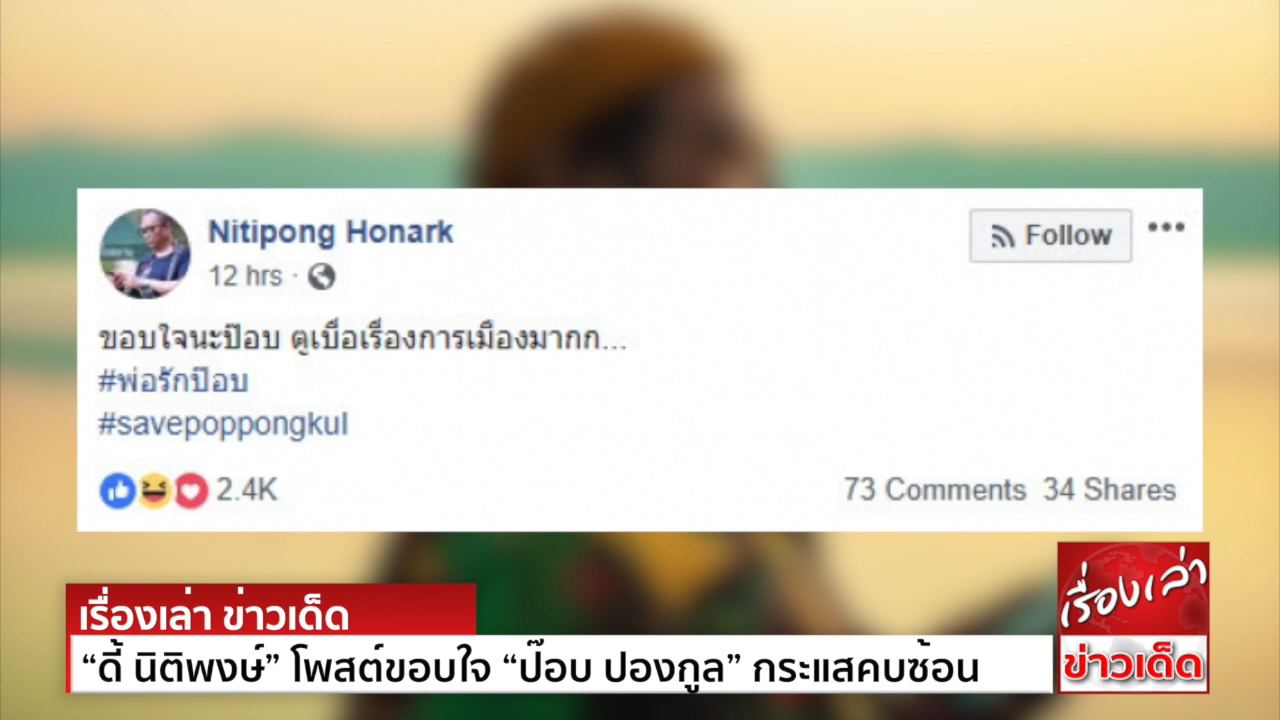 Nitipong Honark
12 hrs ·
Follow
ขอบใจนะป๊อบ ตูเบื่อเรื่องการเมืองมากก...
#พ่อรักป๊อบ
#savepoppongkul
2.4K
73 Comments 34 Shares
เรื่องเล่า ข่าวเด็ด
“ดี้ นิติพงษ์” โพสต์ขอบใจ “ป๊อบ ปองกูล” กระแสคบซ้อน
เรื่องเล่า
ข่าวเด็ด